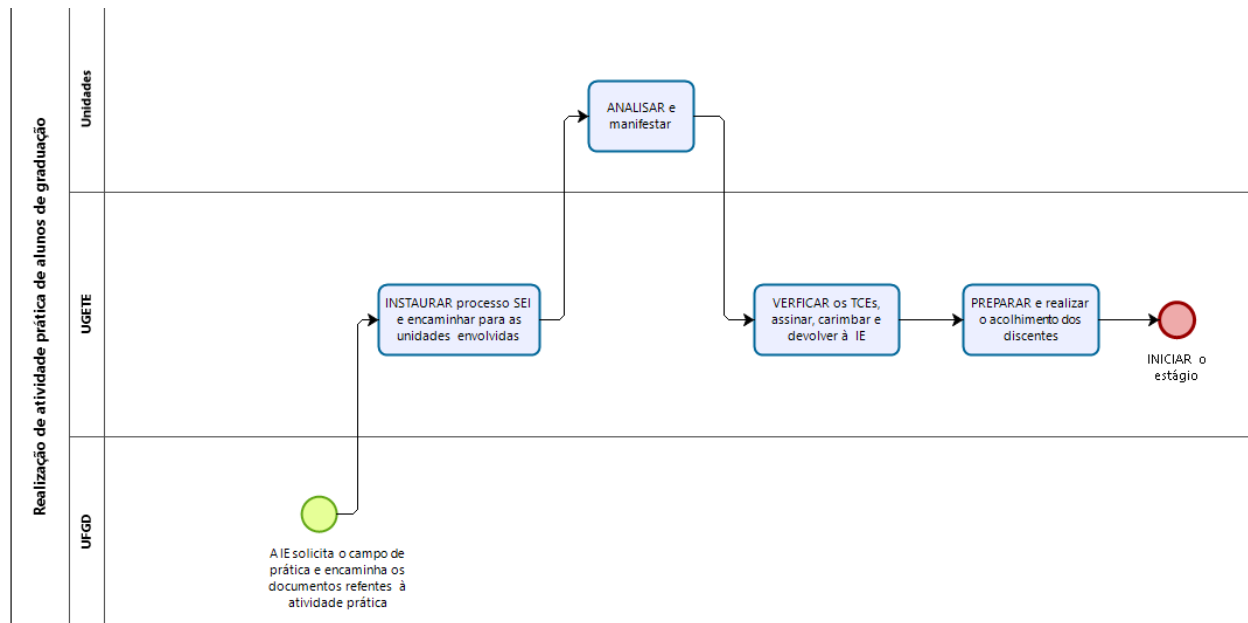 Realização de atividade prática de alunos de graduação
Unidades
ANALISAR e
manifestar
UGETE
INSTAURAR processo SEI
e encaminhar para as
unidades envolvidas
VERFICAR os TCEs,
assinar, carimbar e
devolver à IE
PREPARAR e realizar
o acolhimento dos
discentes
INICIAR o
estágio
UFGD
A IE solicita o campo de
prática e encaminha os
documentos refentes à
atividade prática